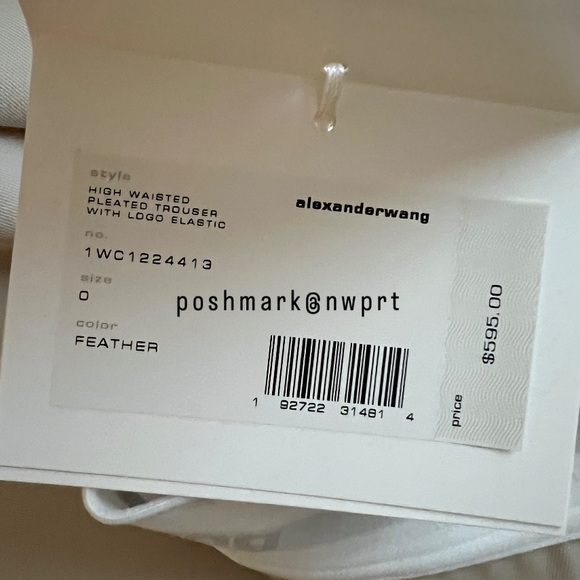 style
HIGH WAISTED
PLEATED TROUSER
WITH LOGO ELASTIC
alexanderwang
no.
1WC1224413
size
0
poshmark@nwprt
color
FEATHER
1 92722 31481 4
price $595.00